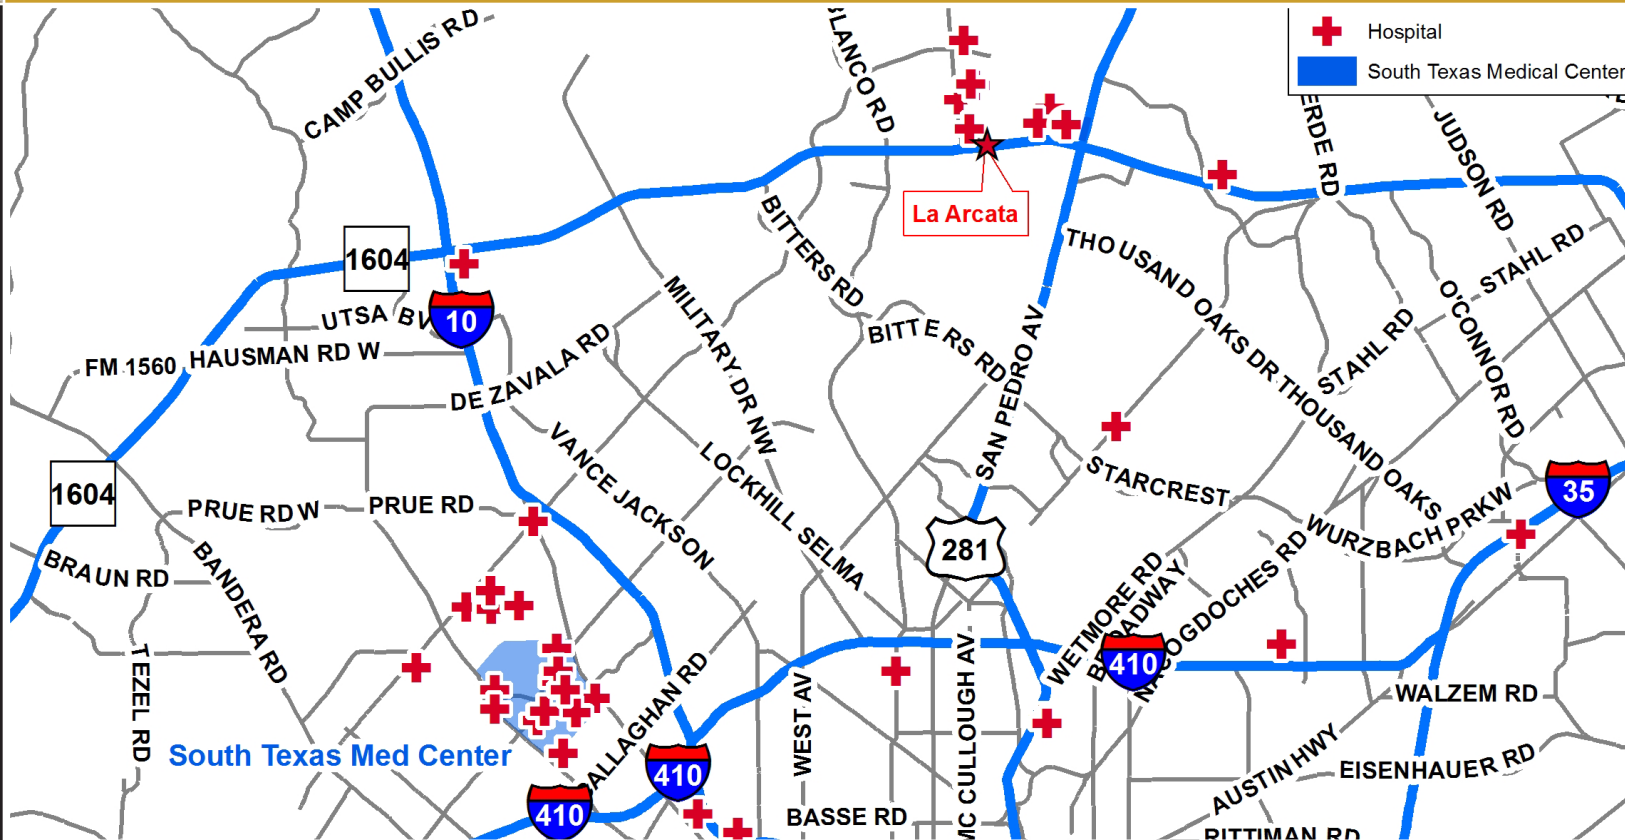 Hospital
South Texas Medical Center
CAMP BULLIS RD
BLANCO RD
JUDSON RD
La Arcata
1604
10
UTSA BV
FM 1560
HAUSMAN RD W
DE ZAVALA RD
BITTERS RD
MILITARY DR NW
BITTERS RD
SAN PEDRO AV
THOUSAND OAKS DR
THOUSAND OAKS
STAHL RD
STAHL RD
O'CONNOR RD
1604
PRUE RD W
PRUE RD
VANCE JACKSON
LOCKHILL SELMA
STARCREST
WURZBACH PRKW
35
281
BRAUN RD
BANDERA RD
TEZEL RD
WETMORE RD
NACOGDOCHES RD
410
WALZEM RD
South Texas Med Center
WEST AV
MC CULLOUGH AV
410
410
BASSE RD
AUSTIN HWY
EISENHAUER RD
RITTIMAN RD